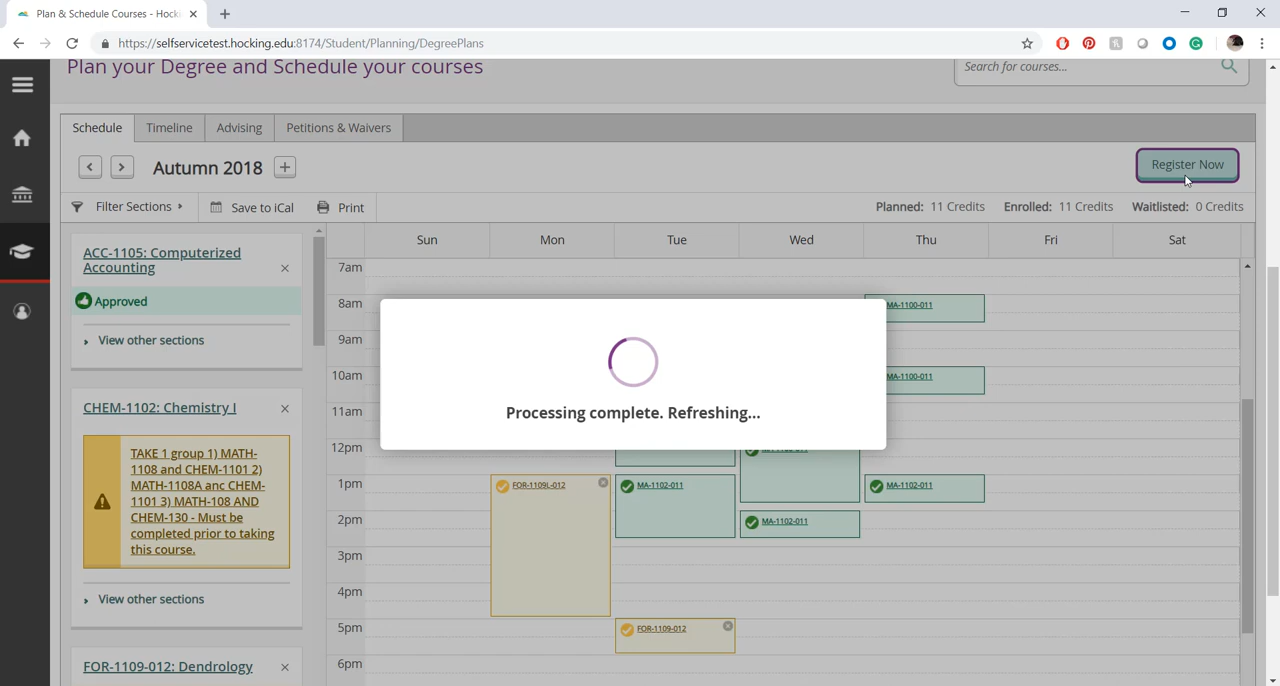 Plan & Schedule Courses - Hocki
https://selfservicetest.hocking.edu:8174/Student/Planning/DegreePlans
Plan your Degree and Schedule your courses
Search for courses...
Schedule
Timeline
Advising
Petitions & Waivers
Autumn 2018
Register Now
Filter Sections
Save to iCal
Print
Planned: 11 Credits
Enrolled: 11 Credits
Waitlisted: 0 Credits
ACC-1105: Computerized
Accounting
Approved
View other sections
CHEM-1102: Chemistry I
TAKE 1 group 1) MATH-
1108 and CHEM-1101 2)
MATH-1108A anc CHEM-
1101 3) MATH-108 AND
CHEM-130 - Must be
completed prior to taking
this course.
View other sections
FOR-1109-012: Dendrology
Sun Mon Tue Wed Thu Fri Sat
7am
8am
MA-1100-011
9am
10am
MA-1100-011
11am
12pm
1pm
FOR-1109L-012
MA-1102-011
MA-1102-011
2pm
MA-1102-011
3pm
4pm
5pm
FOR-1109-012
6pm
Processing complete. Refreshing...